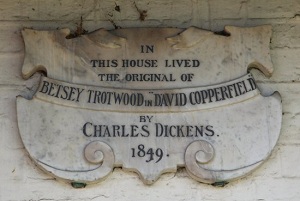 IN
THIS HOUSE LIVED
THE ORIGINAL OF
BETSEY TROTWOOD IN DAVID COPPERFIELD
BY
CHARLES DICKENS.
1849.